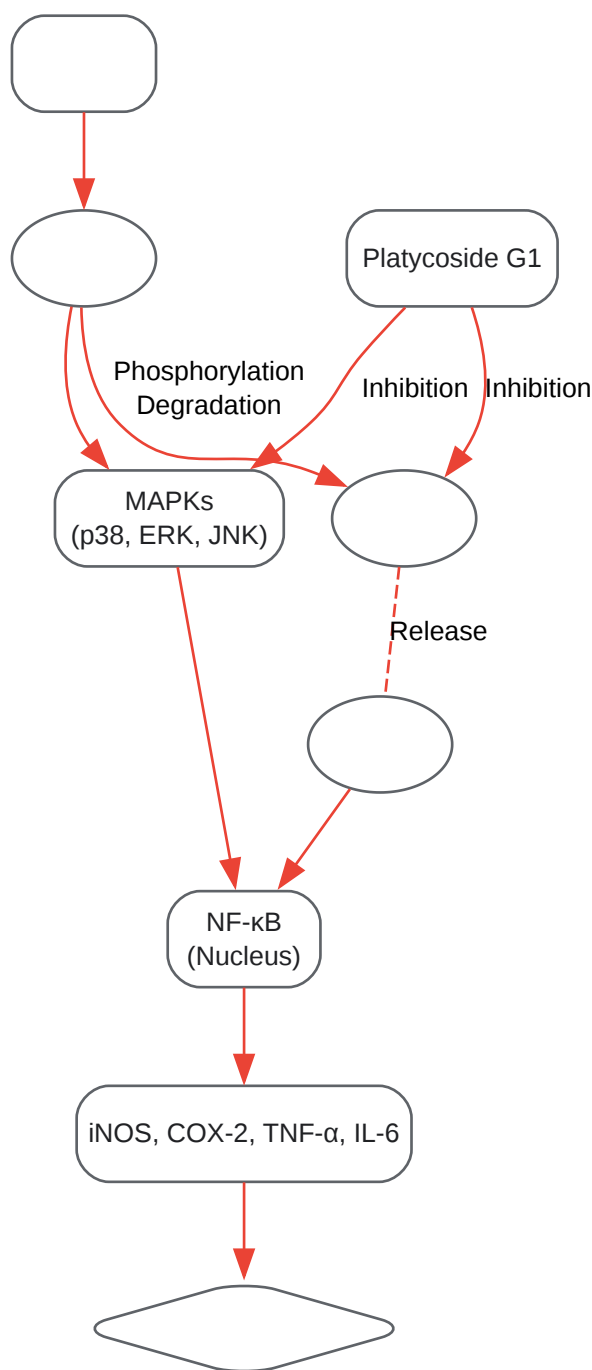 Platycoside G1
Phosphorylation
Degradation
Inhibition
Inhibition
MAPKs
(p38, ERK, JNK)
Release
NF-κB
(Nucleus)
iNOS, COX-2, TNF-α, IL-6